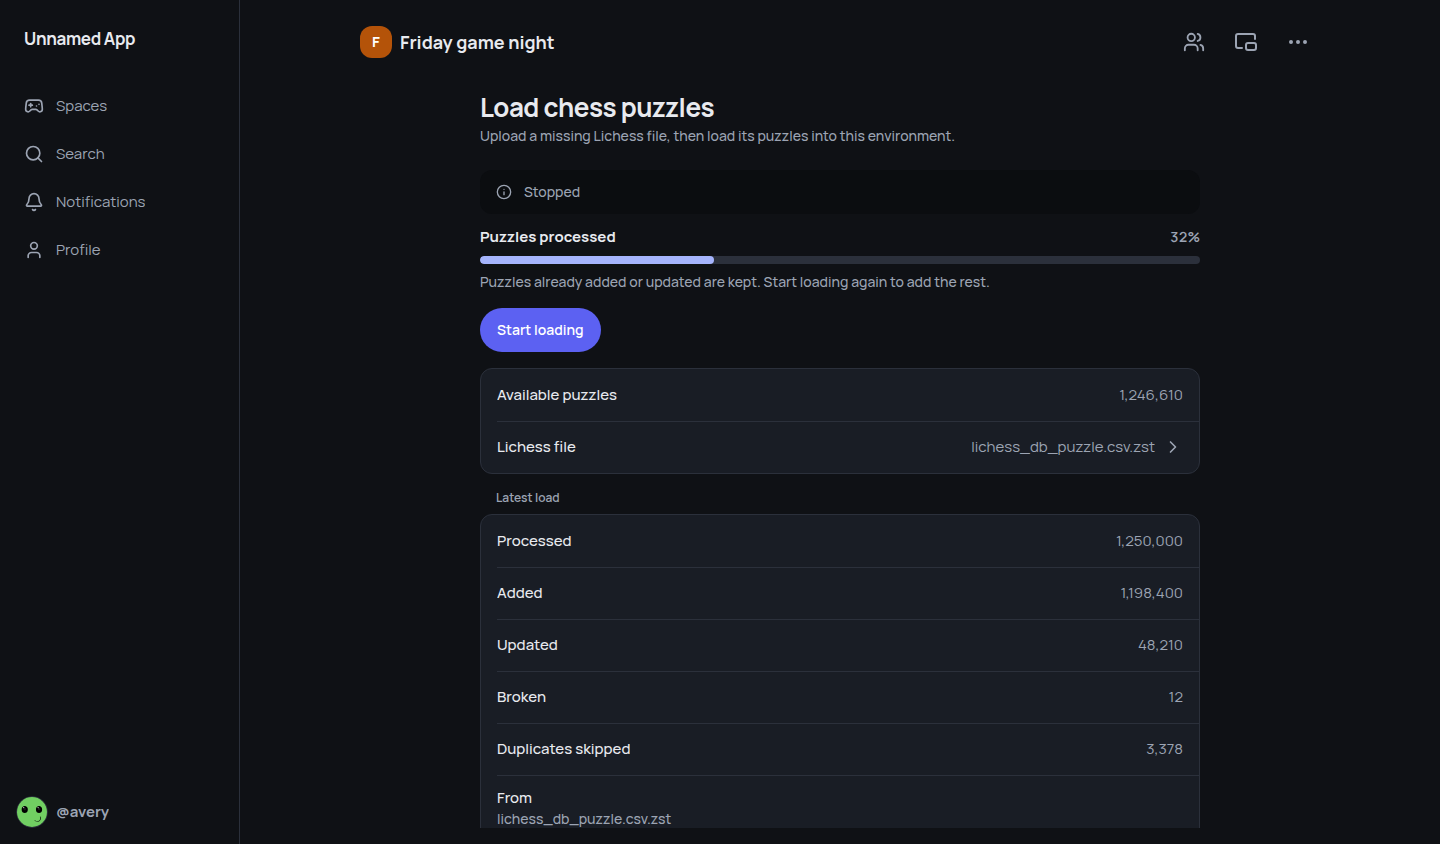 Unnamed App
Spaces
Search
Notifications
Profile
@avery
F Friday game night
Load chess puzzles
Upload a missing Lichess file, then load its puzzles into this environment.
Stopped
Puzzles processed 32%
Puzzles already added or updated are kept. Start loading again to add the rest.
Start loading
Available puzzles 1,246,610
Lichess file lichess_db_puzzle.csv.zst
Latest load
Processed 1,250,000
Added 1,198,400
Updated 48,210
Broken 12
Duplicates skipped 3,378
From
lichess_db_puzzle.csv.zst